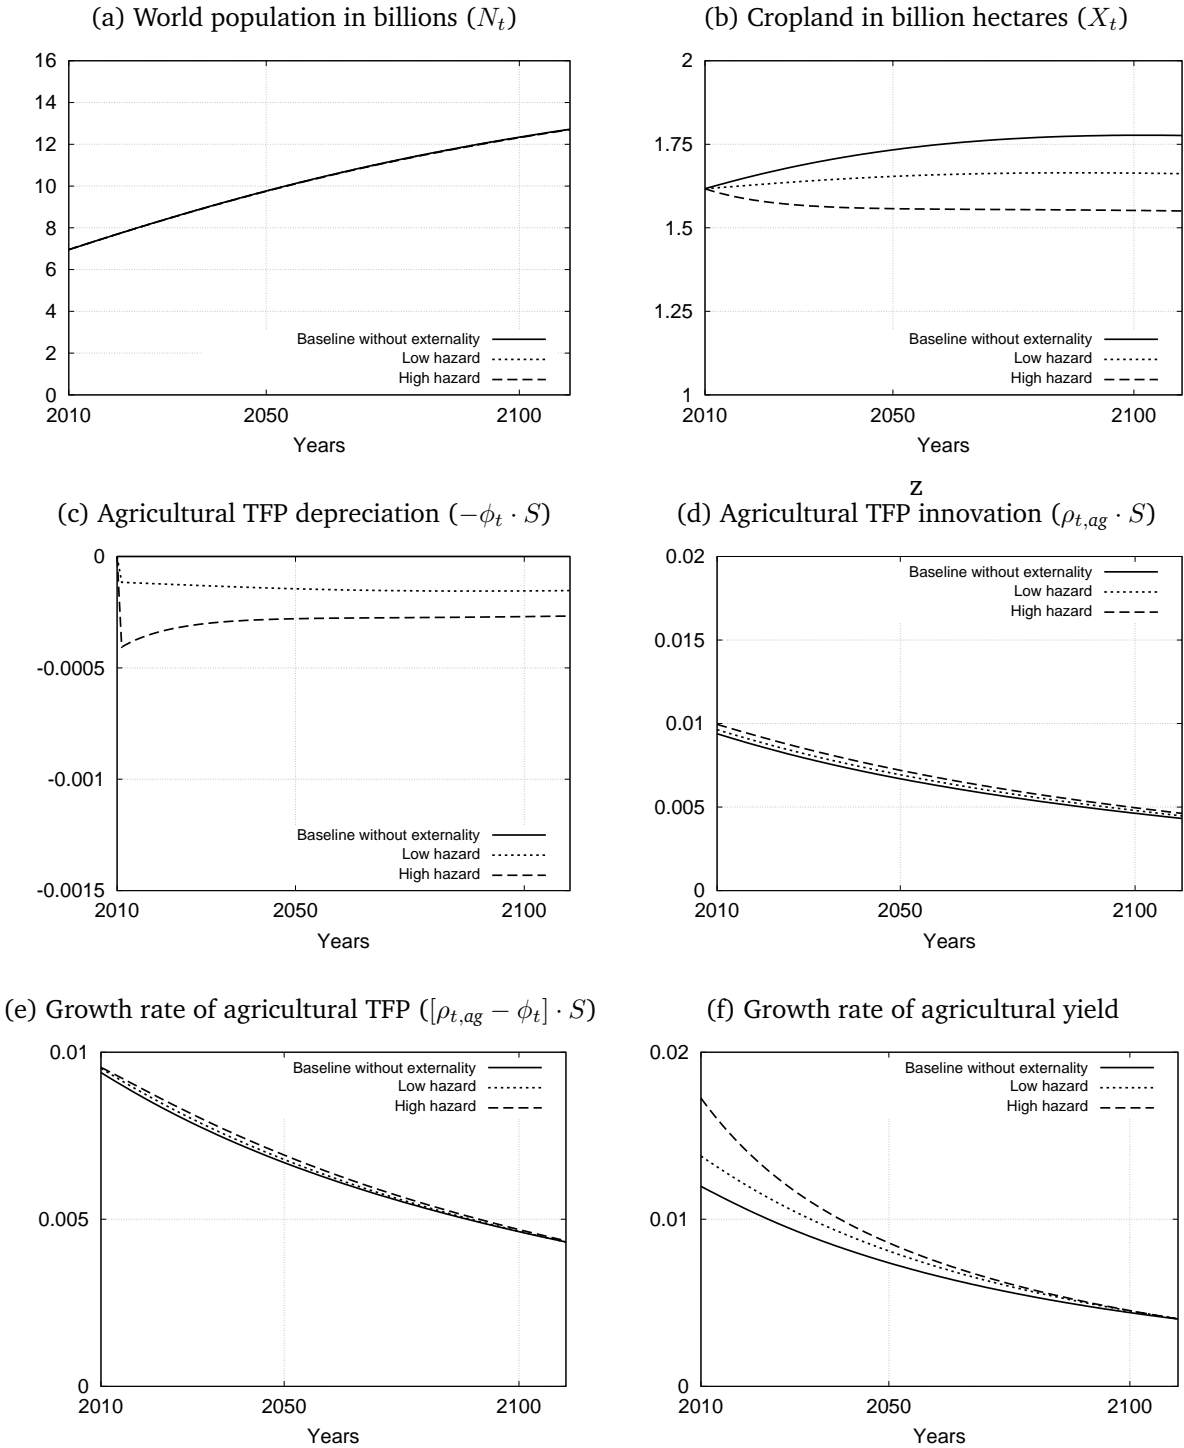 (a) World population in billions (N_t)
16
14
12
10
8
6
4
2
0
Baseline without externality
Low hazard
High hazard
2010 2050 2100
Years
(b) Cropland in billion hectares (X_t)
2
1.75
1.5
1.25
1
Baseline without externality
Low hazard
High hazard
2010 2050 2100
Years
(c) Agricultural TFP depreciation (−ϕ_t · S)
0
-0.0005
-0.001
-0.0015
Baseline without externality
Low hazard
High hazard
2010 2050 2100
Years
z
(d) Agricultural TFP innovation (ρ_{t,ag} · S)
0.02
0.015
0.01
0.005
0
Baseline without externality
Low hazard
High hazard
2010 2050 2100
Years
(e) Growth rate of agricultural TFP ([ρ_{t,ag} − ϕ_t] · S)
0.01
0.005
0
Baseline without externality
Low hazard
High hazard
2010 2050 2100
Years
(f) Growth rate of agricultural yield
0.02
0.01
0
Baseline without externality
Low hazard
High hazard
2010 2050 2100
Years